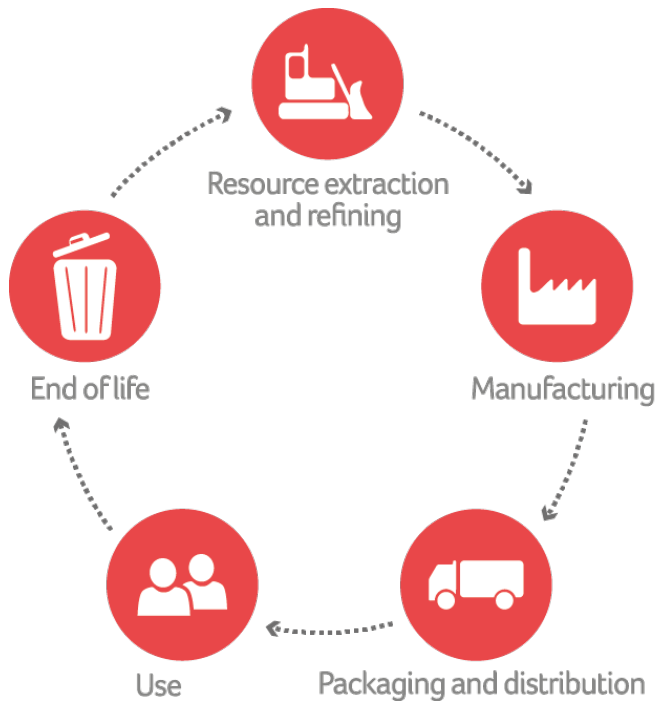 Resource extraction
and refining
Manufacturing
Packaging and distribution
Use
End of life